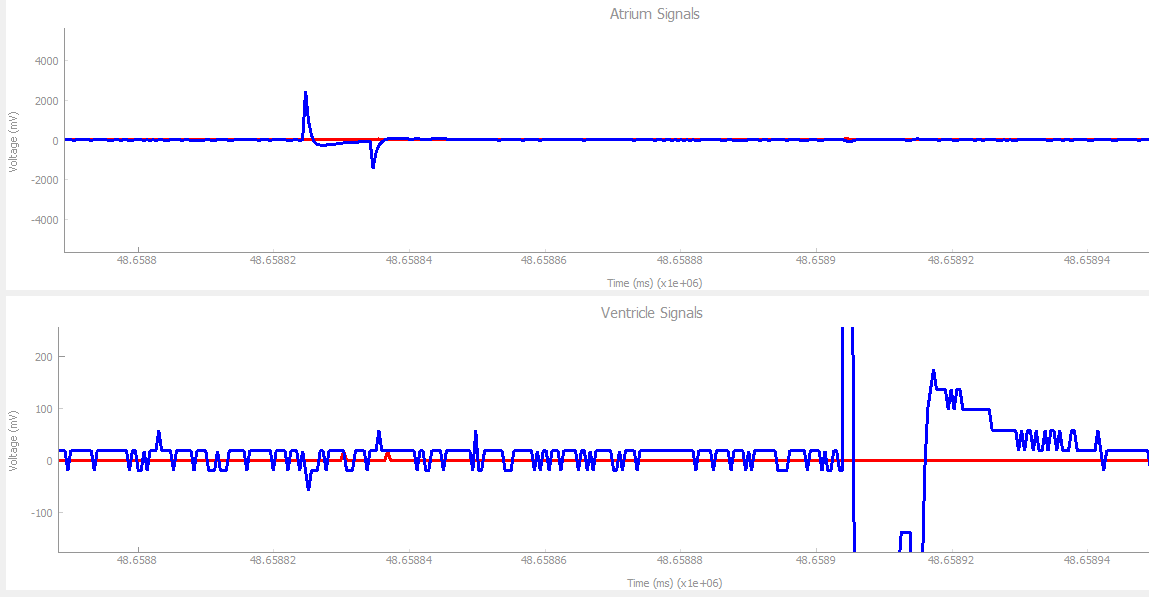 Atrium Signals
4000
2000
0
-2000
-4000
Voltage (mV)
48.6588 48.65882 48.65884 48.65886 48.65888 48.6589 48.65892 48.65894
Time (ms) (x1e+06)
Ventricle Signals
200
100
0
-100
Voltage (mV)
48.6588 48.65882 48.65884 48.65886 48.65888 48.6589 48.65892 48.65894
Time (ms) (x1e+06)